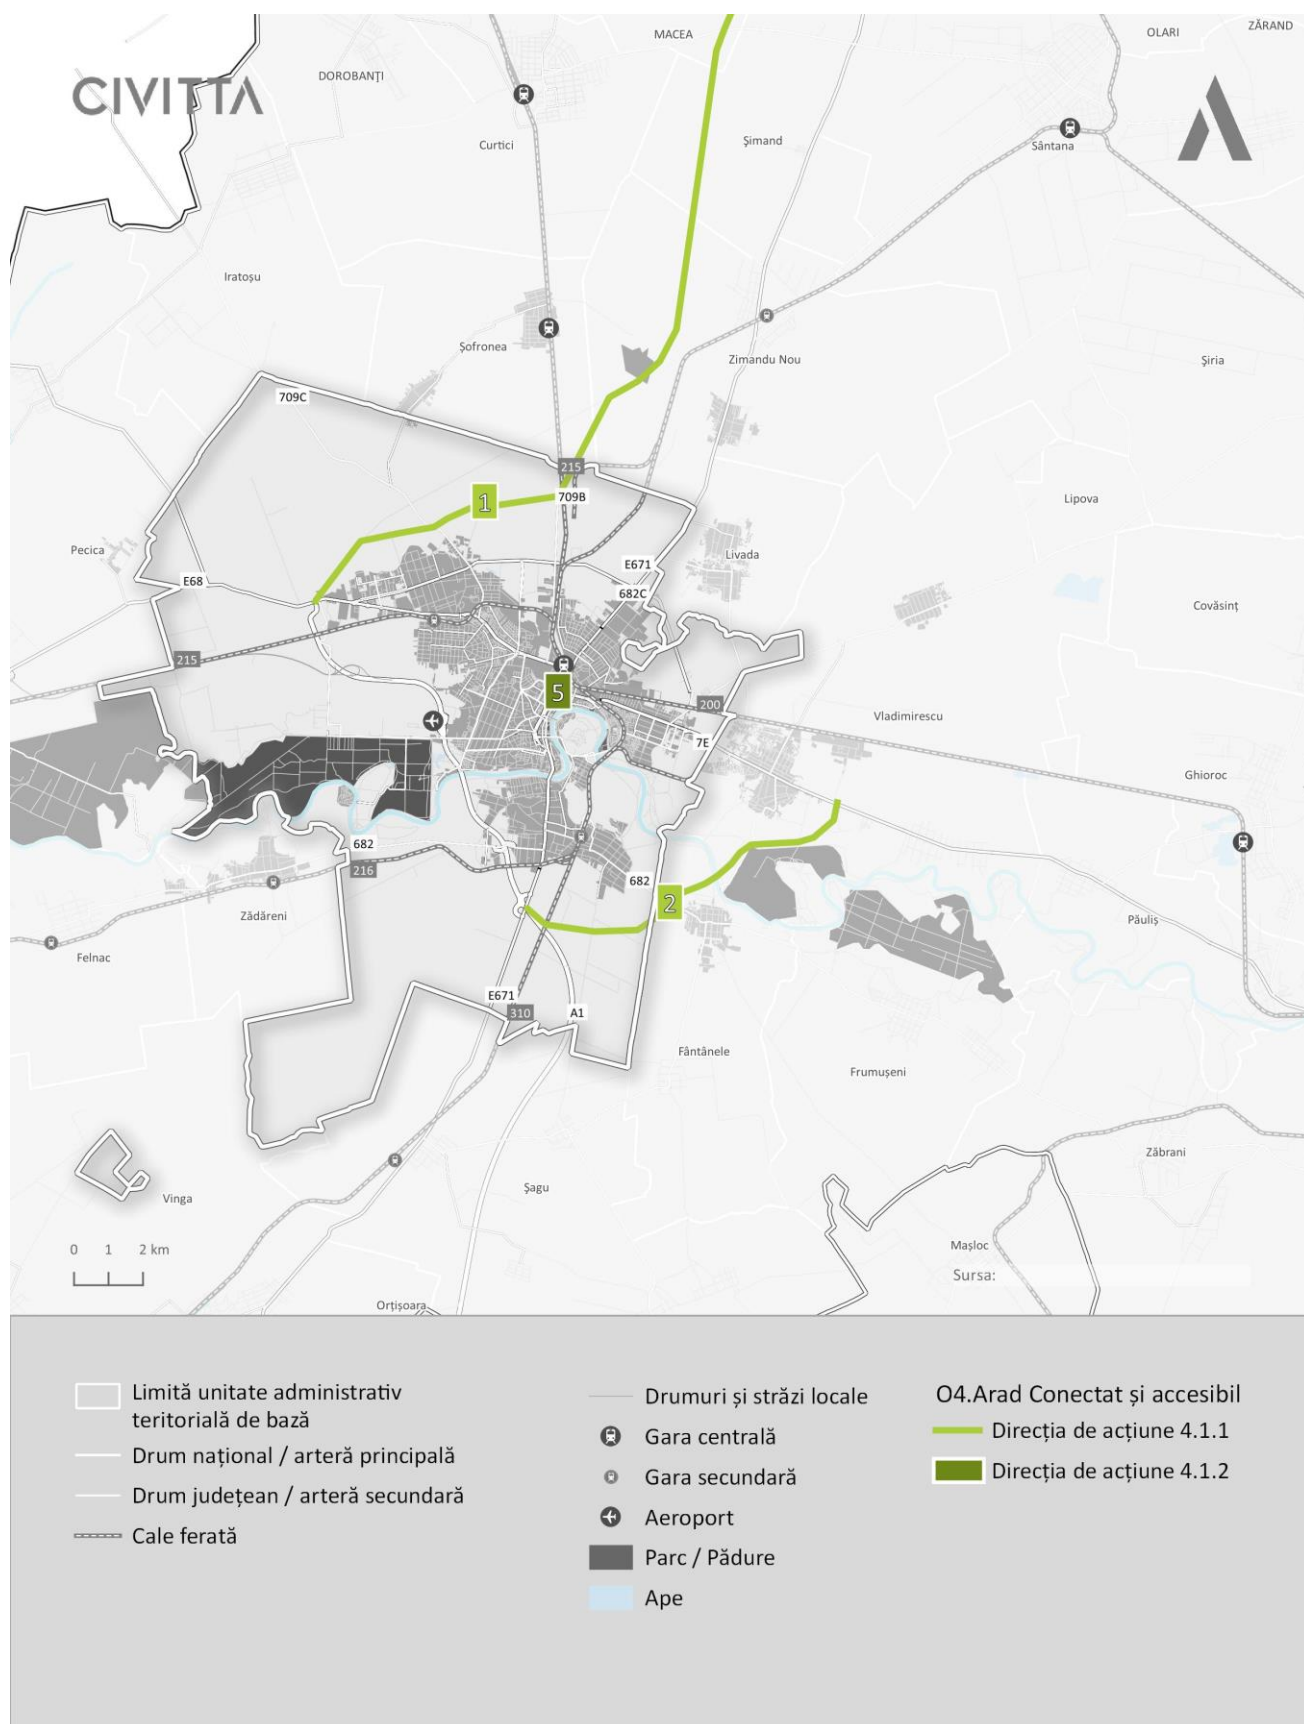 MACEA
OLARI
ZĂRAND
DOROBANȚI
CIVITTA
Curtici
Șimand
Sântana
Iratoșu
Șofronea
Zimandu Nou
Șiria
709C
215
1
709B
Lipova
Pecica
Livada
E671
E68
682C
Covăsinț
215
5
200
Vladimirescu
7E
Ghioroc
682
216
682
2
Zădăreni
Păuliș
Felnac
E671
310
A1
Fântânele
Frumușeni
Zăbrani
Vinga
Șagu
0 1 2 km
Mașloc
Sursa:
Orțișoara
Limită unitate administrativ
teritorială de bază
Drum național / arteră principală
Drum județean / arteră secundară
Cale ferată
Drumuri și străzi locale
Gara centrală
Gara secundară
Aeroport
Parc / Pădure
Ape
O4.Arad Conectat și accesibil
Direcția de acțiune 4.1.1
Direcția de acțiune 4.1.2